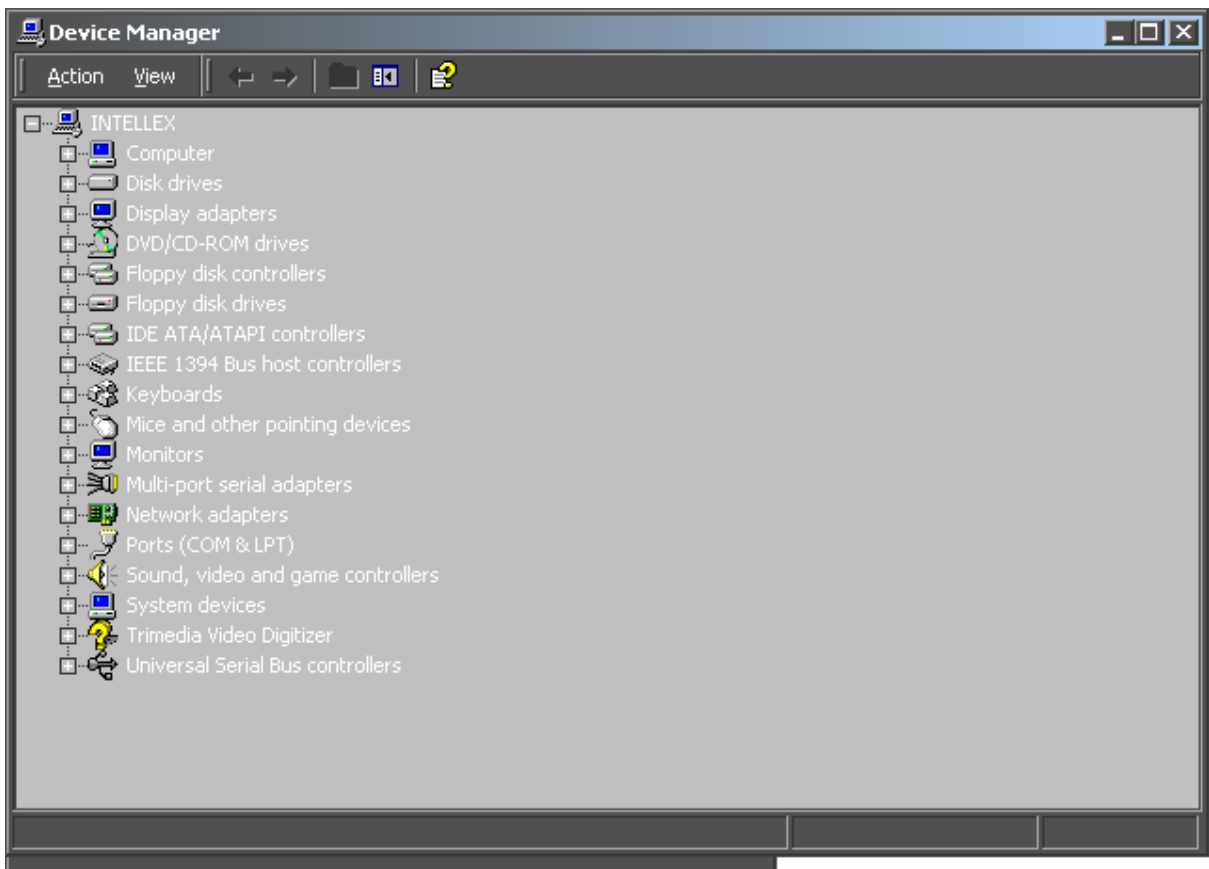 Device Manager
Action View
INTELLEX
Computer
Disk drives
Display adapters
DVD/CD-ROM drives
Floppy disk controllers
Floppy disk drives
IDE ATA/ATAPI controllers
IEEE 1394 Bus host controllers
Keyboards
Mice and other pointing devices
Monitors
Multi-port serial adapters
Network adapters
Ports (COM & LPT)
Sound, video and game controllers
System devices
Trimedia Video Digitizer
Universal Serial Bus controllers